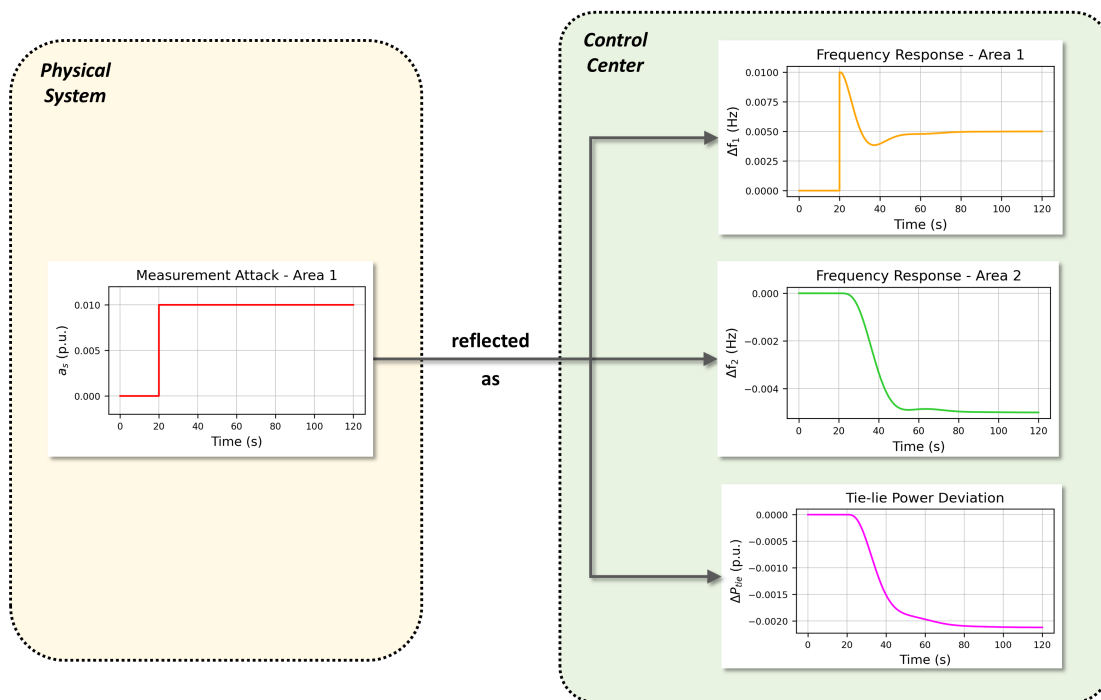 Physical
System
Measurement Attack - Area 1
0.010
0.005
0.000
a_s (p.u.)
0 20 40 60 80 100 120
Time (s)
reflected
as
Control
Center
Frequency Response - Area 1
0.0100
0.0075
0.0050
0.0025
0.0000
Δf₁ (Hz)
0 20 40 60 80 100 120
Time (s)
Frequency Response - Area 2
0.000
−0.002
−0.004
Δf₂ (Hz)
0 20 40 60 80 100 120
Time (s)
Tie-lie Power Deviation
0.0000
−0.0005
−0.0010
−0.0015
−0.0020
ΔP_tie (p.u.)
0 20 40 60 80 100 120
Time (s)